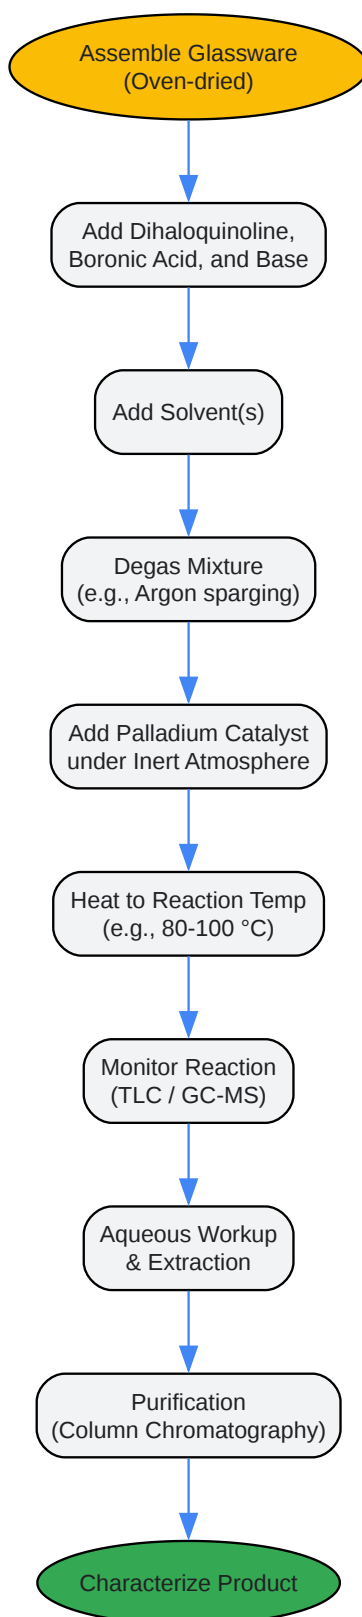 Assemble Glassware
(Oven-dried)
Add Dihaloquinoline,
Boronic Acid, and Base
Add Solvent(s)
Degas Mixture
(e.g., Argon sparging)
Add Palladium Catalyst
under Inert Atmosphere
Heat to Reaction Temp
(e.g., 80-100 °C)
Monitor Reaction
(TLC / GC-MS)
Aqueous Workup
& Extraction
Purification
(Column Chromatography)
Characterize Product